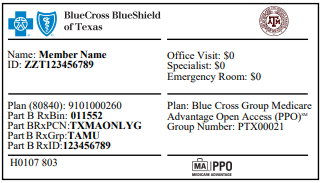 BlueCross BlueShield
of Texas
Name: Member Name
ID: ZZT123456789
Office Visit: $0
Specialist: $0
Emergency Room: $0
Plan (80840): 9101000260
Part B RxBin: 011552
Part BRxPCN:TXMAONLYG
Part B RxGrp:TAMU
Part B RxID:123456789
Plan: Blue Cross Group Medicare
Advantage Open Access (PPO)℠
Group Number: PTX00021
H0107 803
MA PPO
MEDICARE ADVANTAGE